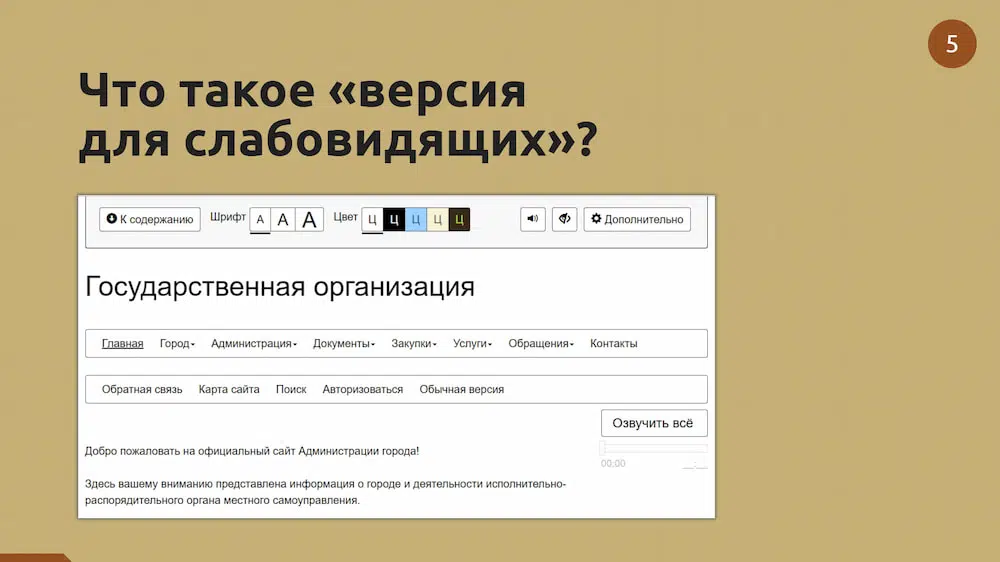 5
Что такое «версия
для слабовидящих»?
К содержанию Шрифт А А А Цвет Ц Ц Ц Ц Ц Дополнительно
Государственная организация
Главная Город Администрация Документы Закупки Услуги Обращения Контакты
Обратная связь Карта сайта Поиск Авторизоваться Обычная версия
Озвучить всё
Добро пожаловать на официальный сайт Администрации города!
00:00 __:__
Здесь вашему вниманию представлена информация о городе и деятельности исполнительно-
распорядительного органа местного самоуправления.